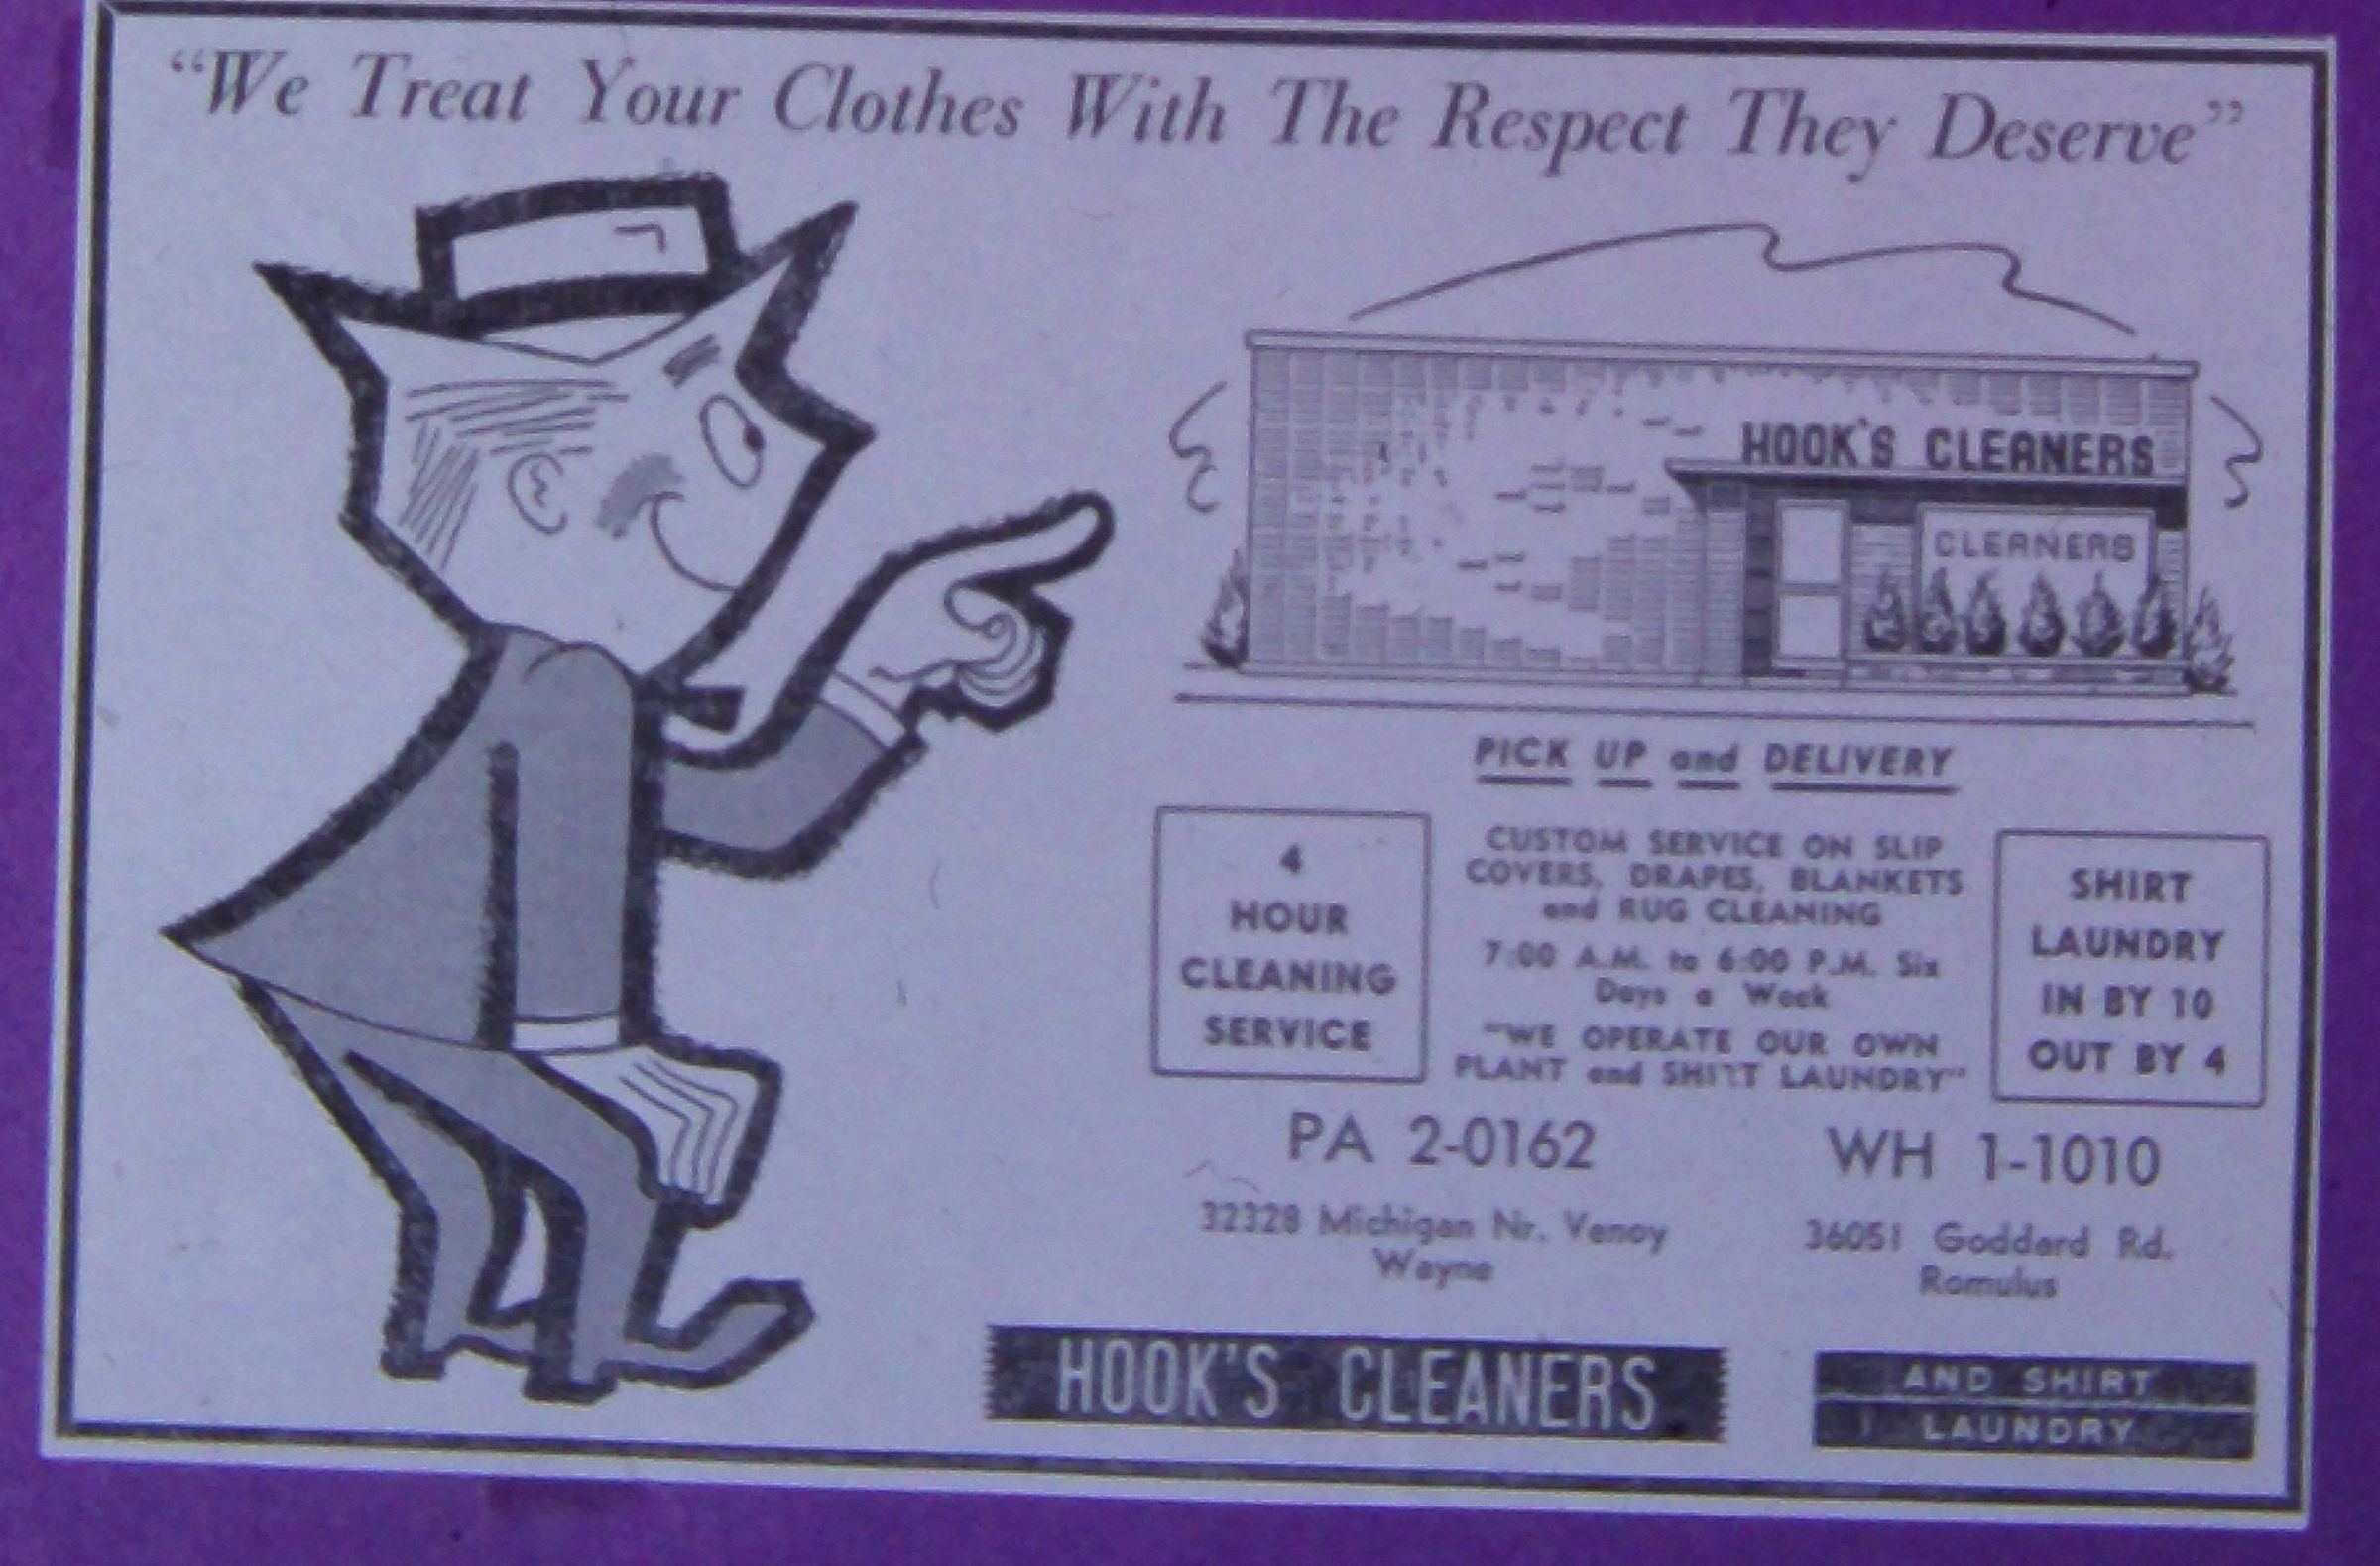 “We Treat Your Clothes With The Respect They Deserve”
HOOK'S CLEANERS
CLEANERS
PICK UP and DELIVERY
4
HOUR
CLEANING
SERVICE
CUSTOM SERVICE ON SLIP
COVERS, DRAPES, BLANKETS
and RUG CLEANING
7:00 A.M. to 6:00 P.M. Six
Days a Week
"WE OPERATE OUR OWN
PLANT and SHIRT LAUNDRY"
SHIRT
LAUNDRY
IN BY 10
OUT BY 4
PA 2-0162
32328 Michigan Nr. Venoy
Wayne
WH 1-1010
36051 Goddard Rd.
Romulus
HOOK'S CLEANERS
AND SHIRT
LAUNDRY